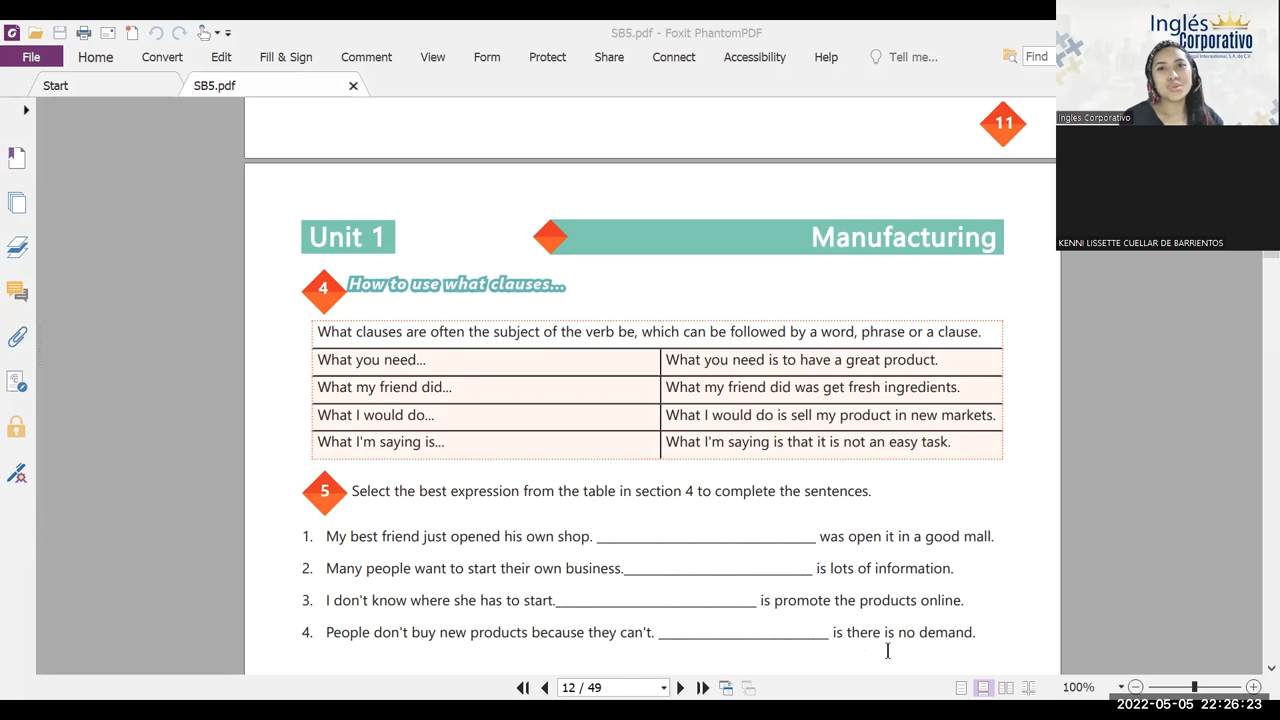 SB5.pdf - Foxit PhantomPDF
File Home Convert Edit Fill & Sign Comment View Form Protect Share Connect Accessibility Help Tell me... Find
Start SB5.pdf
Inglés
Corporativo
Ingles Corporativo
KENNI LISSETTE CUELLAR DE BARRIENTOS
11
Unit 1 Manufacturing
4 How to use what clauses...
What clauses are often the subject of the verb be, which can be followed by a word, phrase or a clause.
What you need... What you need is to have a great product.
What my friend did... What my friend did was get fresh ingredients.
What I would do... What I would do is sell my product in new markets.
What I'm saying is... What I'm saying is that it is not an easy task.
5 Select the best expression from the table in section 4 to complete the sentences.
1. My best friend just opened his own shop. __________________________ was open it in a good mall.
2. Many people want to start their own business.______________________ is lots of information.
3. I don't know where she has to start.________________________ is promote the products online.
4. People don't buy new products because they can't. ____________________ is there is no demand.
12 / 49 100%
2022-05-05 22:26:23